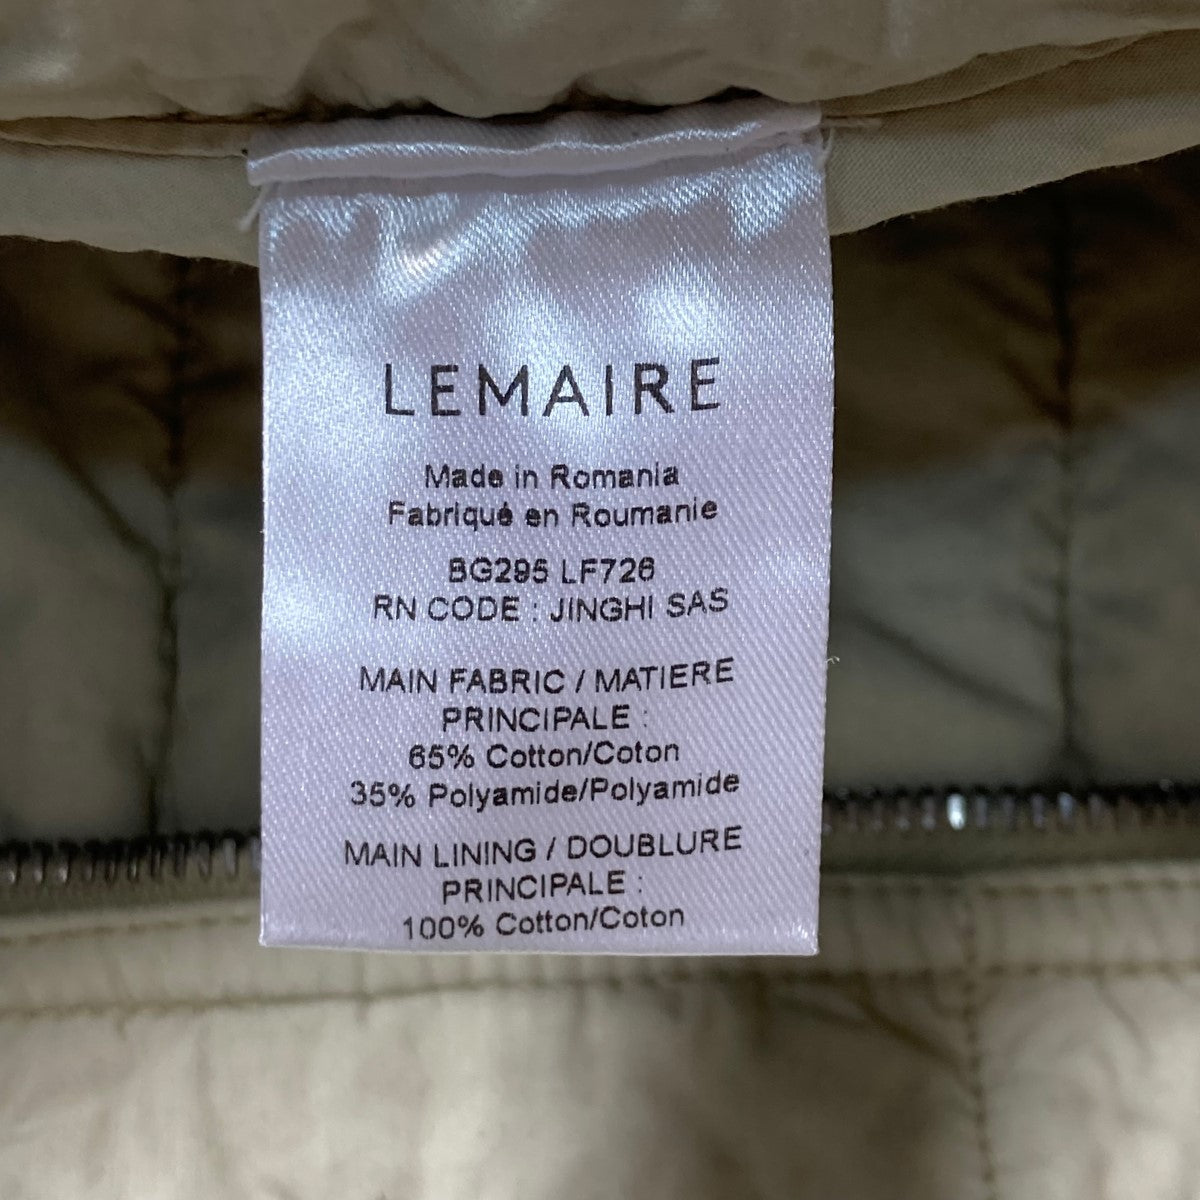 LEMAIRE
Made in Romania
Fabriqué en Roumanie
BG295 LF726
RN CODE : JINGHI SAS
MAIN FABRIC / MATIERE
PRINCIPALE :
65% Cotton/Coton
35% Polyamide/Polyamide
MAIN LINING / DOUBLURE
PRINCIPALE :
100% Cotton/Coton